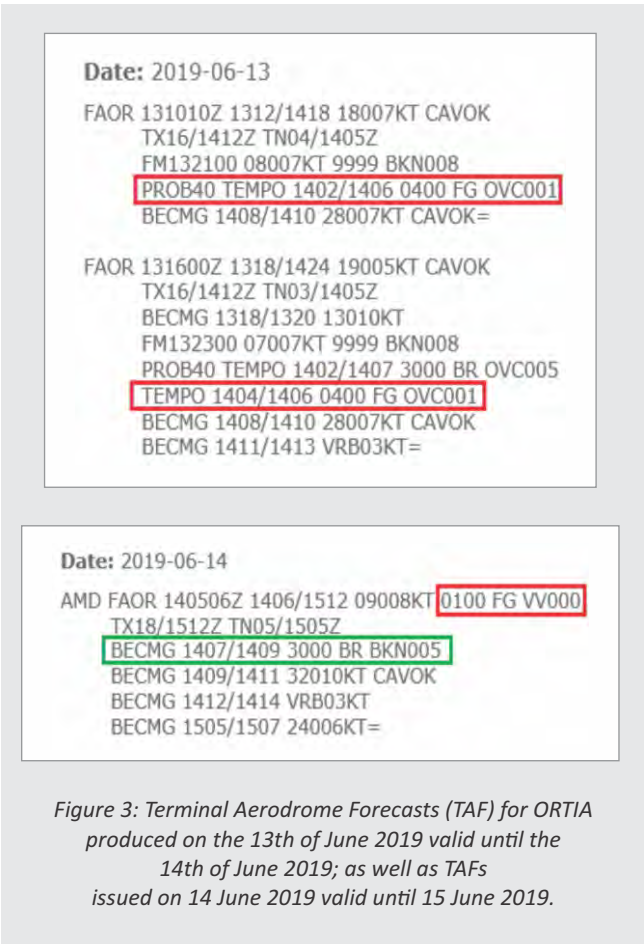 Date: 2019-06-13
FAOR 131010Z 1312/1418 18007KT CAVOK
TX16/1412Z TN04/1405Z
FM132100 08007KT 9999 BKN008
PROB40 TEMPO 1402/1406 0400 FG OVC001
BECMG 1408/1410 28007KT CAVOK=
FAOR 131600Z 1318/1424 19005KT CAVOK
TX16/1412Z TN03/1405Z
BECMG 1318/1320 13010KT
FM132300 07007KT 9999 BKN008
PROB40 TEMPO 1402/1407 3000 BR OVC005
TEMPO 1404/1406 0400 FG OVC001
BECMG 1408/1410 28007KT CAVOK
BECMG 1411/1413 VRB03KT=
Date: 2019-06-14
AMD FAOR 140506Z 1406/1512 09008KT 0100 FG VV000
TX18/1512Z TN05/1505Z
BECMG 1407/1409 3000 BR BKN005
BECMG 1409/1411 32010KT CAVOK
BECMG 1412/1414 VRB03KT
BECMG 1505/1507 24006KT=
Figure 3: Terminal Aerodrome Forecasts (TAF) for ORTIA
produced on the 13th of June 2019 valid until the
14th of June 2019; as well as TAFs
issued on 14 June 2019 valid until 15 June 2019.